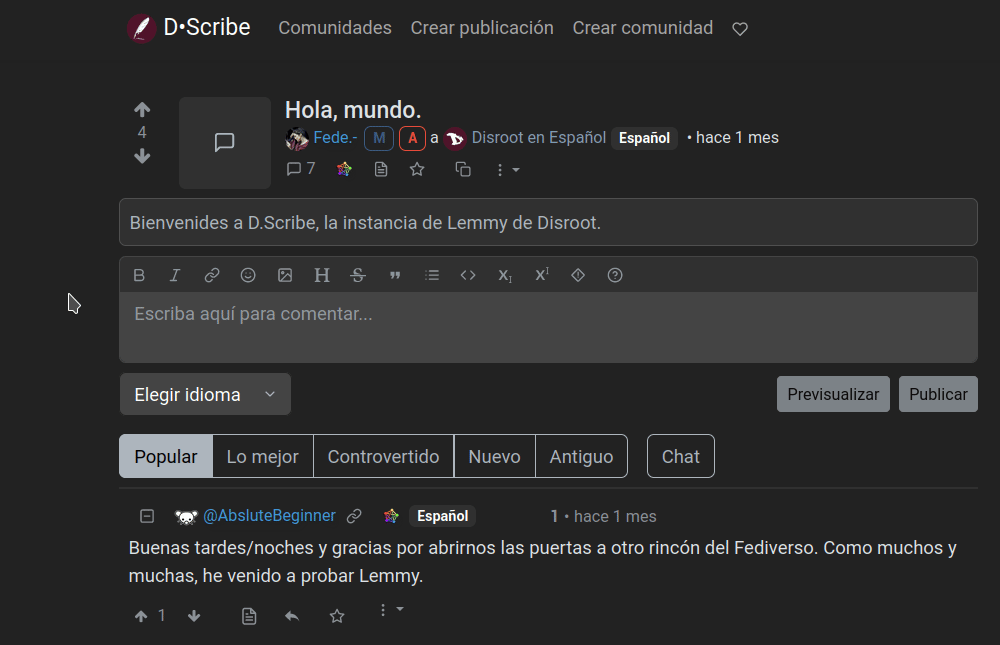 D•Scribe Comunidades Crear publicación Crear comunidad
Hola, mundo.
4
Fede.- M A a Disroot en Español Español • hace 1 mes
7
Bienvenides a D.Scribe, la instancia de Lemmy de Disroot.
B I H S X I X I
Escriba aquí para comentar...
Elegir idioma Previsualizar Publicar
Popular Lo mejor Controvertido Nuevo Antiguo Chat
@AbsluteBeginner Español 1 • hace 1 mes
Buenas tardes/noches y gracias por abrirnos las puertas a otro rincón del Fediverso. Como muchos y
muchas, he venido a probar Lemmy.
1